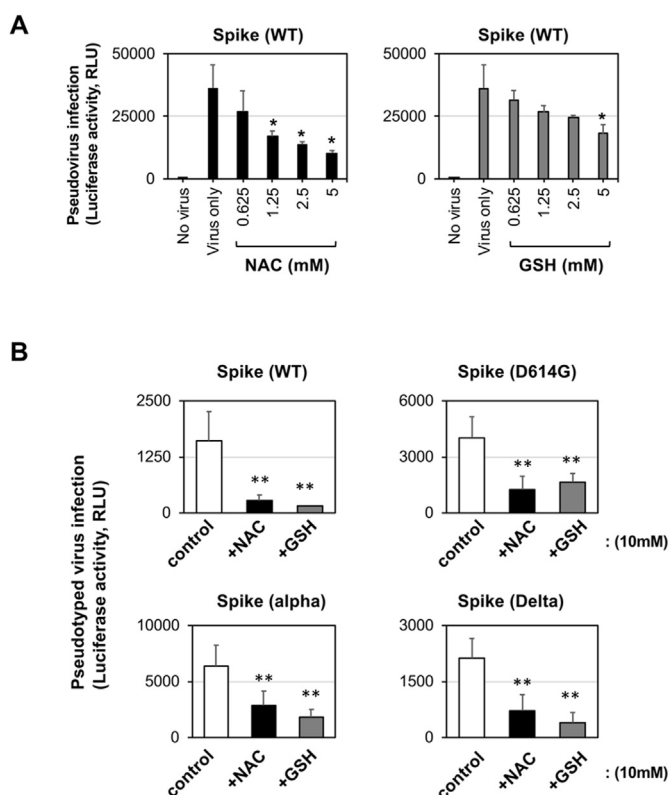 A
Spike (WT)
Spike (WT)
Pseudovirus infection
(Luciferase activity, RLU)
50000
25000
0
No virus
Virus only
0.625
1.25
2.5
5
*
*
*
NAC (mM)
50000
25000
0
No virus
Virus only
0.625
1.25
2.5
5
*
GSH (mM)
B
Pseudotyped virus infection
(Luciferase activity, RLU)
Spike (WT)
2500
1250
0
**
**
control
+NAC
+GSH
Spike (D614G)
6000
3000
0
**
**
control
+NAC
+GSH
: (10mM)
Spike (alpha)
10000
5000
0
**
**
control
+NAC
+GSH
Spike (Delta)
3000
1500
0
**
**
control
+NAC
+GSH
: (10mM)